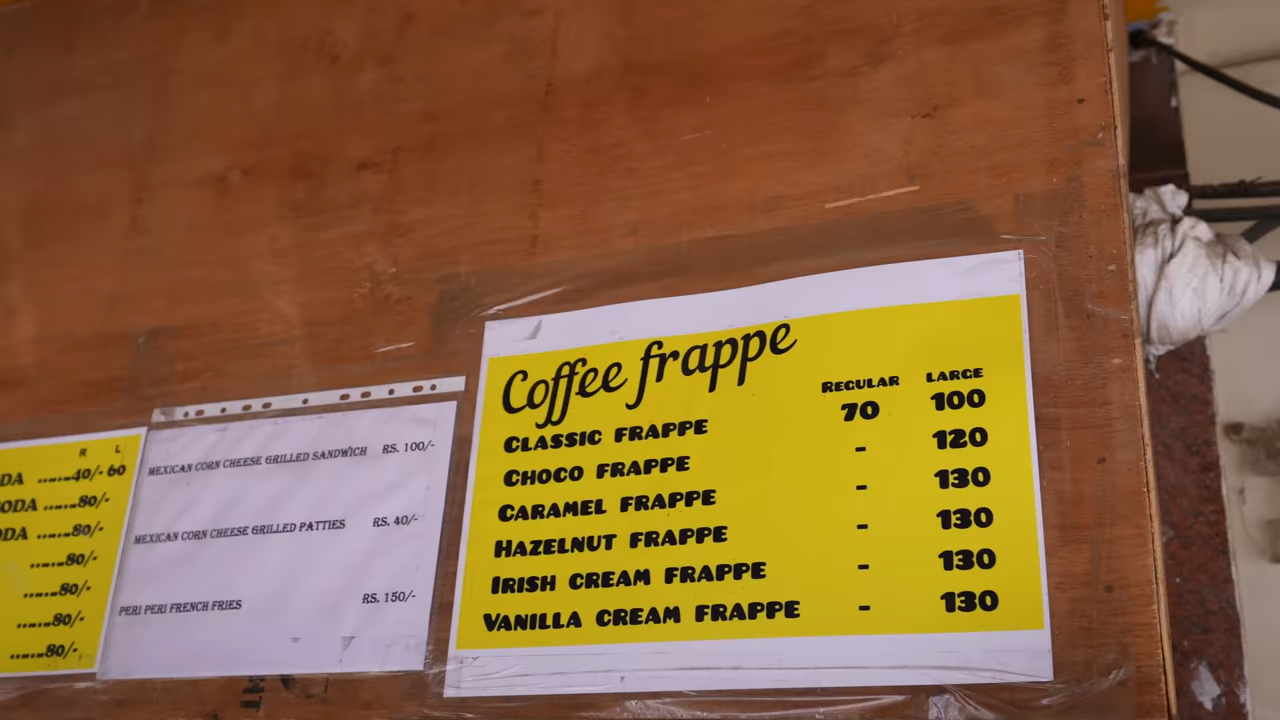 R L
DA ......40/- 60
ODA ......80/-
ODA ......80/-
......80/-
......80/-
......80/-
......80/-
MEXICAN CORN CHEESE GRILLED SANDWICH RS. 100/-
MEXICAN CORN CHEESE GRILLED PATTIES RS. 40/-
PERI PERI FRENCH FRIES RS. 150/-
Coffee frappe
REGULAR LARGE
CLASSIC FRAPPE 70 100
CHOCO FRAPPE - 120
CARAMEL FRAPPE - 130
HAZELNUT FRAPPE - 130
IRISH CREAM FRAPPE - 130
VANILLA CREAM FRAPPE - 130